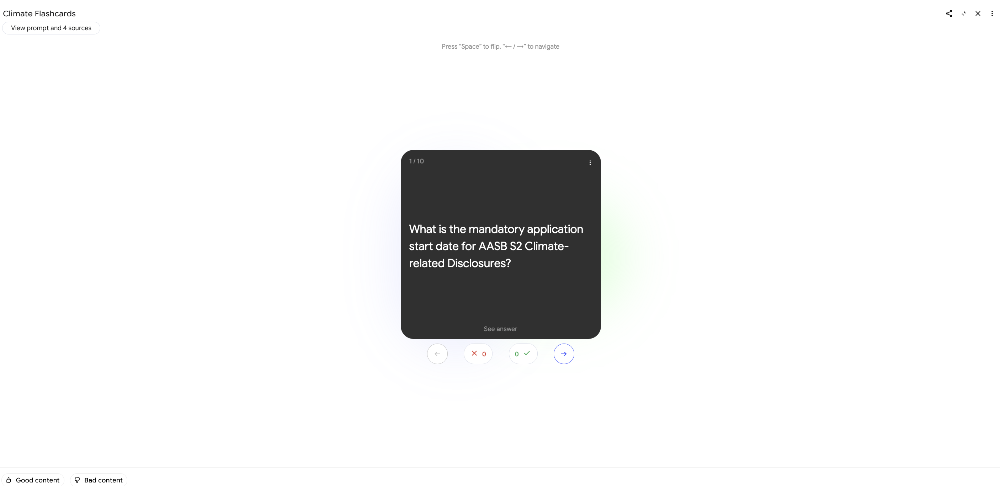 Climate Flashcards
View prompt and 4 sources
Press “Space” to flip, “← / →” to navigate
1 / 10
What is the mandatory application
start date for AASB S2 Climate-
related Disclosures?
See answer
0
0
Good content
Bad content